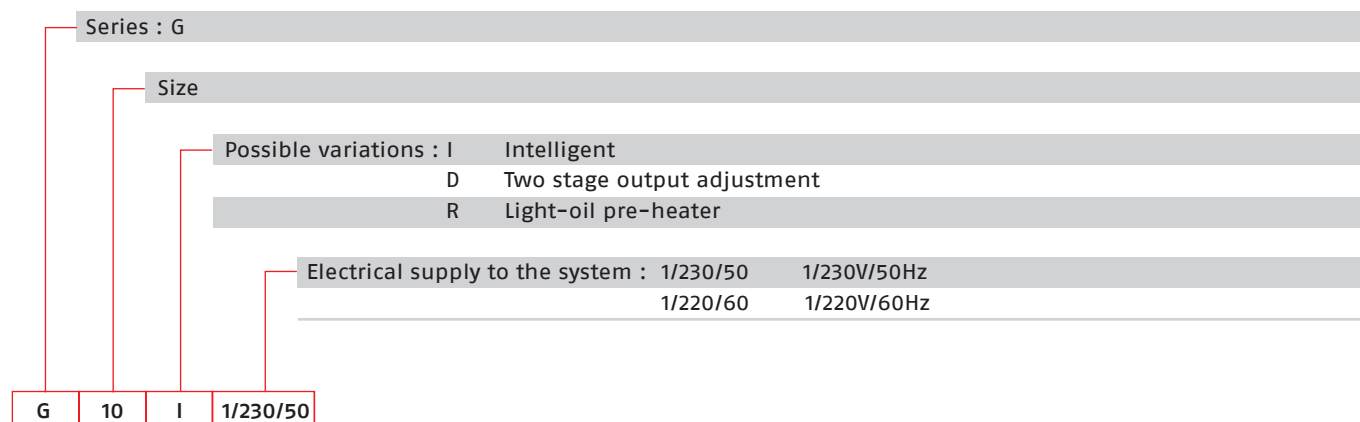 Series : G
Size
Possible variations : I Intelligent
D Two stage output adjustment
R Light-oil pre-heater
Electrical supply to the system : 1/230/50 1/230V/50Hz
1/220/60 1/220V/60Hz
G 10 I 1/230/50